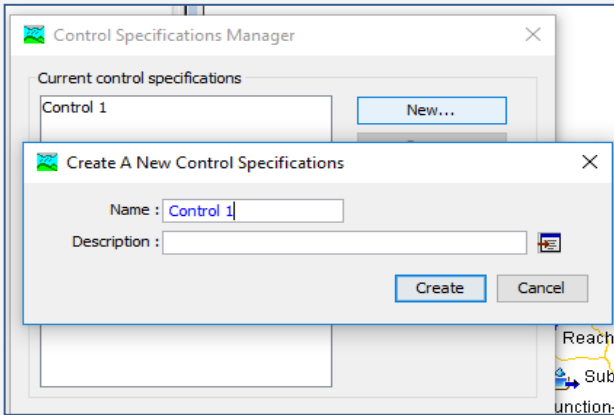 Control Specifications Manager
Current control specifications
Control 1
New...
Create A New Control Specifications
Name : Control 1
Description :
Create Cancel
Reach
Sub
unction-